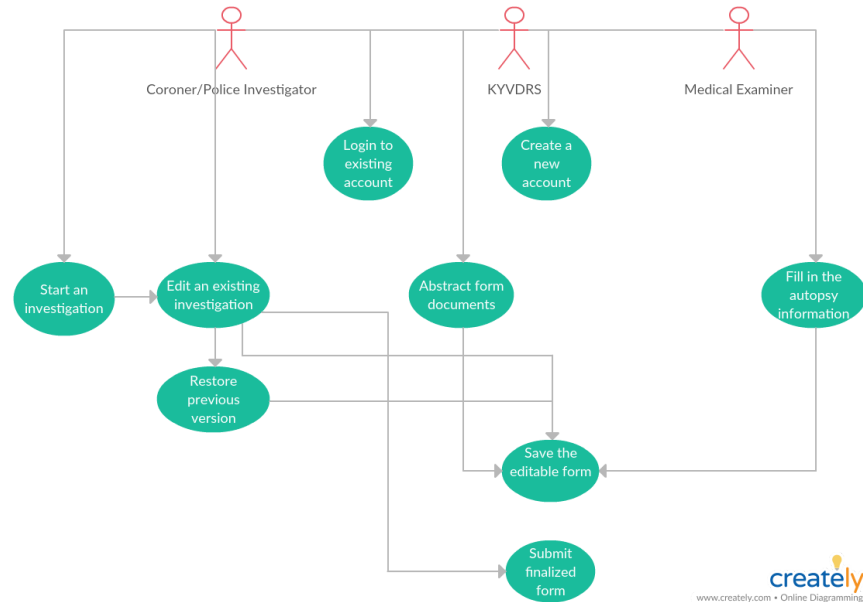 Coroner/Police Investigator
KYVDRS
Medical Examiner
Login to
existing
account
Create a
new
account
Start an
investigation
Edit an existing
investigation
Abstract form
documents
Fill in the
autopsy
information
Restore
previous
version
Save the
editable form
Submit
finalized
form
creately
www.creately.com • Online Diagramming